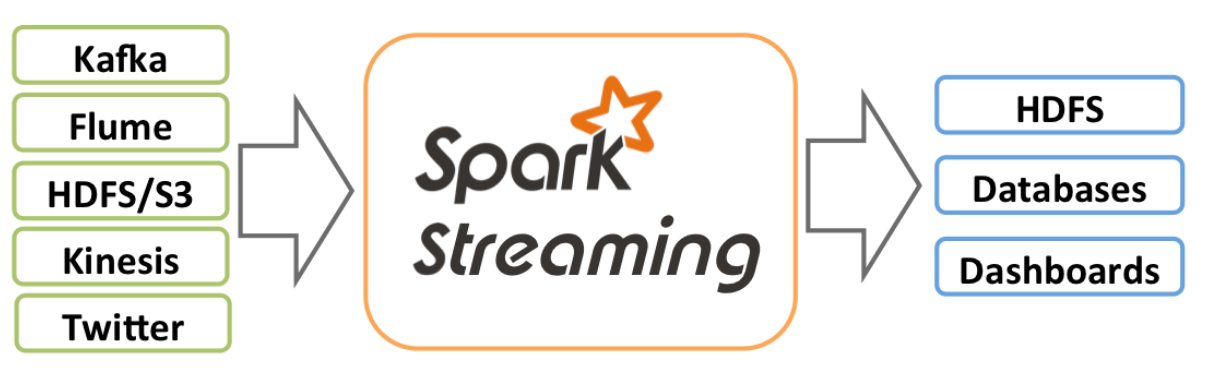 Kafka
Flume
HDFS/S3
Kinesis
Twitter
Spark
Streaming
HDFS
Databases
Dashboards